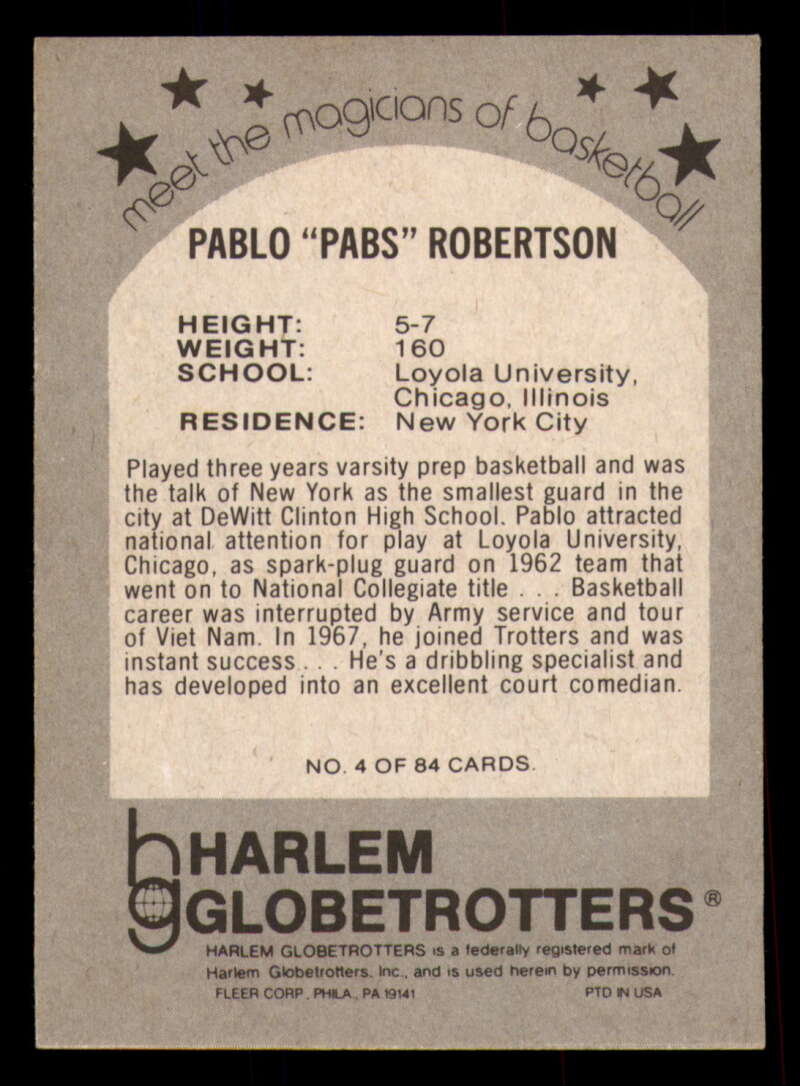 meet the magicians of basketball
PABLO “PABS” ROBERTSON
HEIGHT: 5-7
WEIGHT: 160
SCHOOL: Loyola University,
Chicago, Illinois
RESIDENCE: New York City
Played three years varsity prep basketball and was
the talk of New York as the smallest guard in the
city at DeWitt Clinton High School. Pablo attracted
national attention for play at Loyola University,
Chicago, as spark-plug guard on 1962 team that
went on to National Collegiate title . . . Basketball
career was interrupted by Army service and tour
of Viet Nam. In 1967, he joined Trotters and was
instant success . . . He's a dribbling specialist and
has developed into an excellent court comedian.
NO. 4 OF 84 CARDS.
hg HARLEM
GLOBETROTTERS®
HARLEM GLOBETROTTERS is a federally registered mark of
Harlem Globetrotters, Inc., and is used herein by permission.
FLEER CORP., PHILA., PA 19141 PTD IN USA